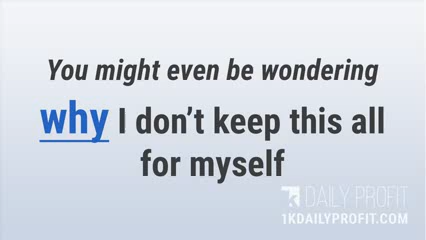 You might even be wondering
why I don't keep this all
for myself
1K DAILY PROFIT
1KDAILYPROFIT.COM